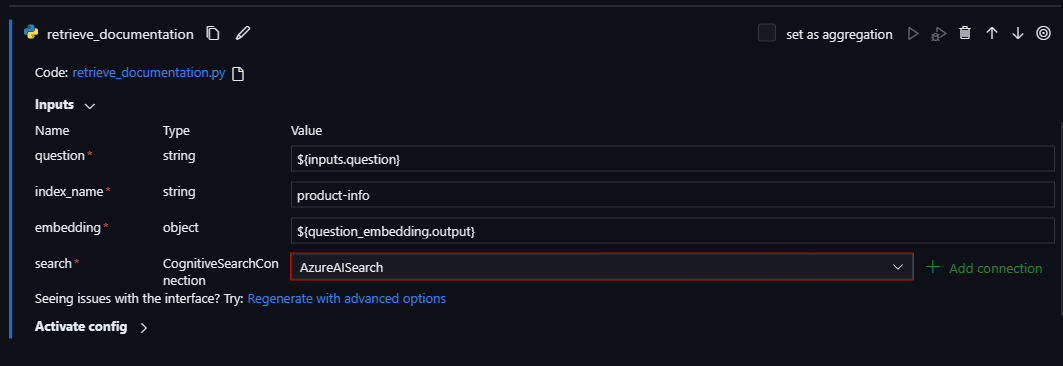 retrieve_documentation set as aggregation
Code: retrieve_documentation.py
Inputs
Name Type Value
question* string ${inputs.question}
index_name* string product-info
embedding* object ${question_embedding.output}
search* CognitiveSearchCon AzureAISearch Add connection
nection
Seeing issues with the interface? Try: Regenerate with advanced options
Activate config